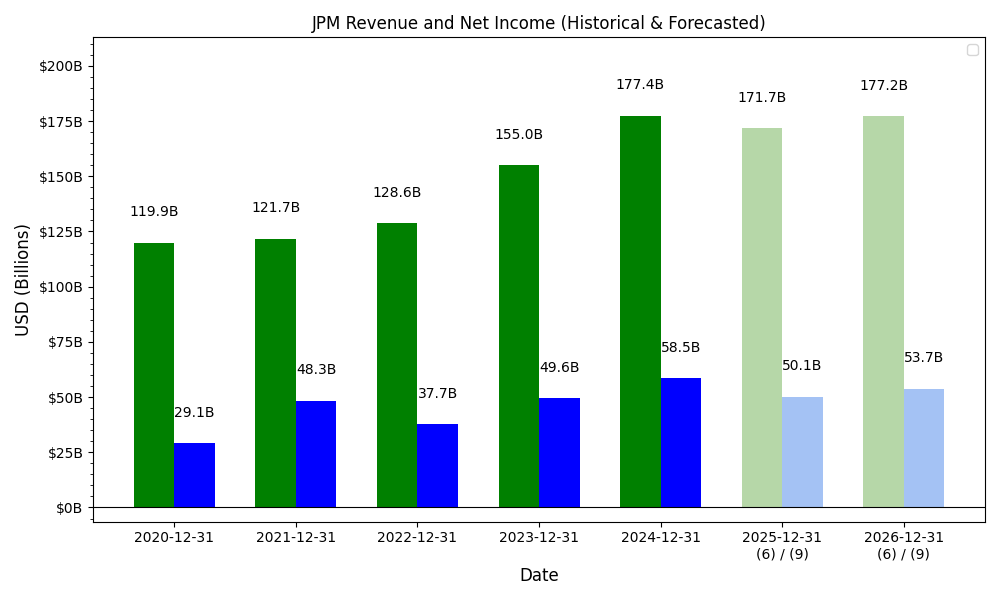 JPM Revenue and Net Income (Historical & Forecasted)
USD (Billions)
$200B
$175B
$150B
$125B
$100B
$75B
$50B
$25B
$0B
119.9B
29.1B
121.7B
48.3B
128.6B
37.7B
155.0B
49.6B
177.4B
58.5B
171.7B
50.1B
177.2B
53.7B
2020-12-31
2021-12-31
2022-12-31
2023-12-31
2024-12-31
2025-12-31
(6) / (9)
2026-12-31
(6) / (9)
Date